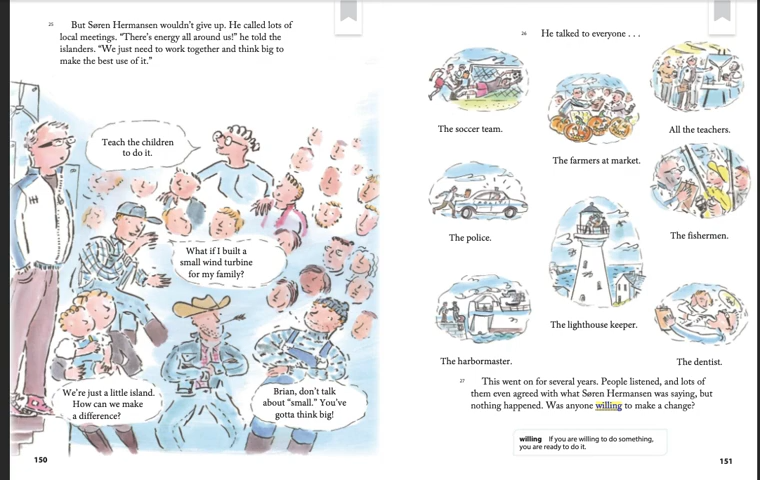 25 But Søren Hermansen wouldn't give up. He called lots of
local meetings. "There's energy all around us!" he told the
islanders. "We just need to work together and think big to
make the best use of it."
Teach the children
to do it.
What if I built a
small wind turbine
for my family?
We're just a little island.
How can we make
a difference?
Brian, don't talk
about "small." You've
gotta think big!
150
26 He talked to everyone . . .
The soccer team.
The farmers at market.
All the teachers.
The police.
The lighthouse keeper.
The fishermen.
The harbormaster.
The dentist.
27 This went on for several years. People listened, and lots of
them even agreed with what Søren Hermansen was saying, but
nothing happened. Was anyone willing to make a change?
willing If you are willing to do something,
you are ready to do it.
151